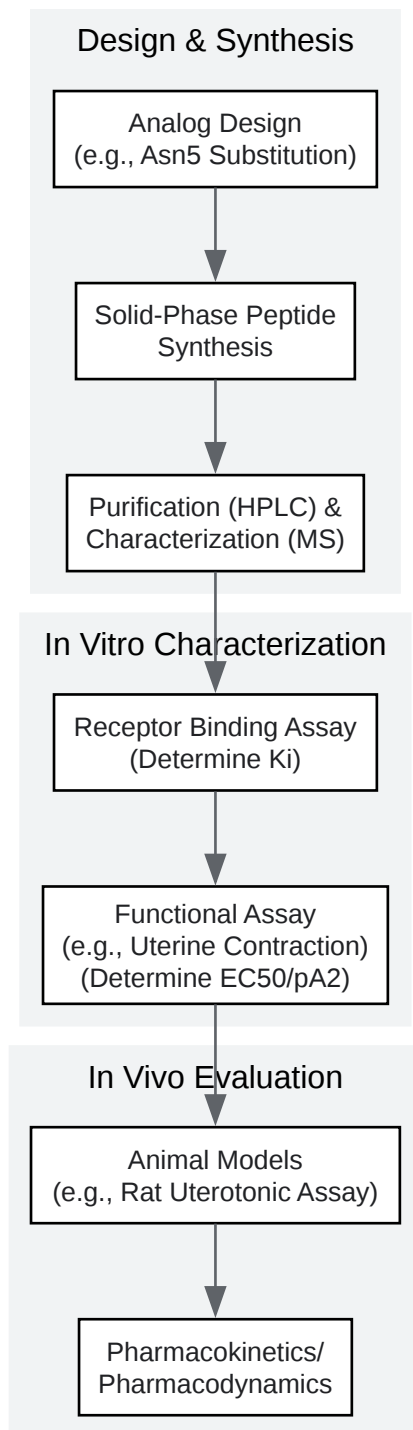 Design & Synthesis
Analog Design
(e.g., Asn5 Substitution)
Solid-Phase Peptide
Synthesis
Purification (HPLC) &
Characterization (MS)
In Vitro Characterization
Receptor Binding Assay
(Determine Ki)
Functional Assay
(e.g., Uterine Contraction)
(Determine EC50/pA2)
In Vivo Evaluation
Animal Models
(e.g., Rat Uterotonic Assay)
Pharmacokinetics/
Pharmacodynamics